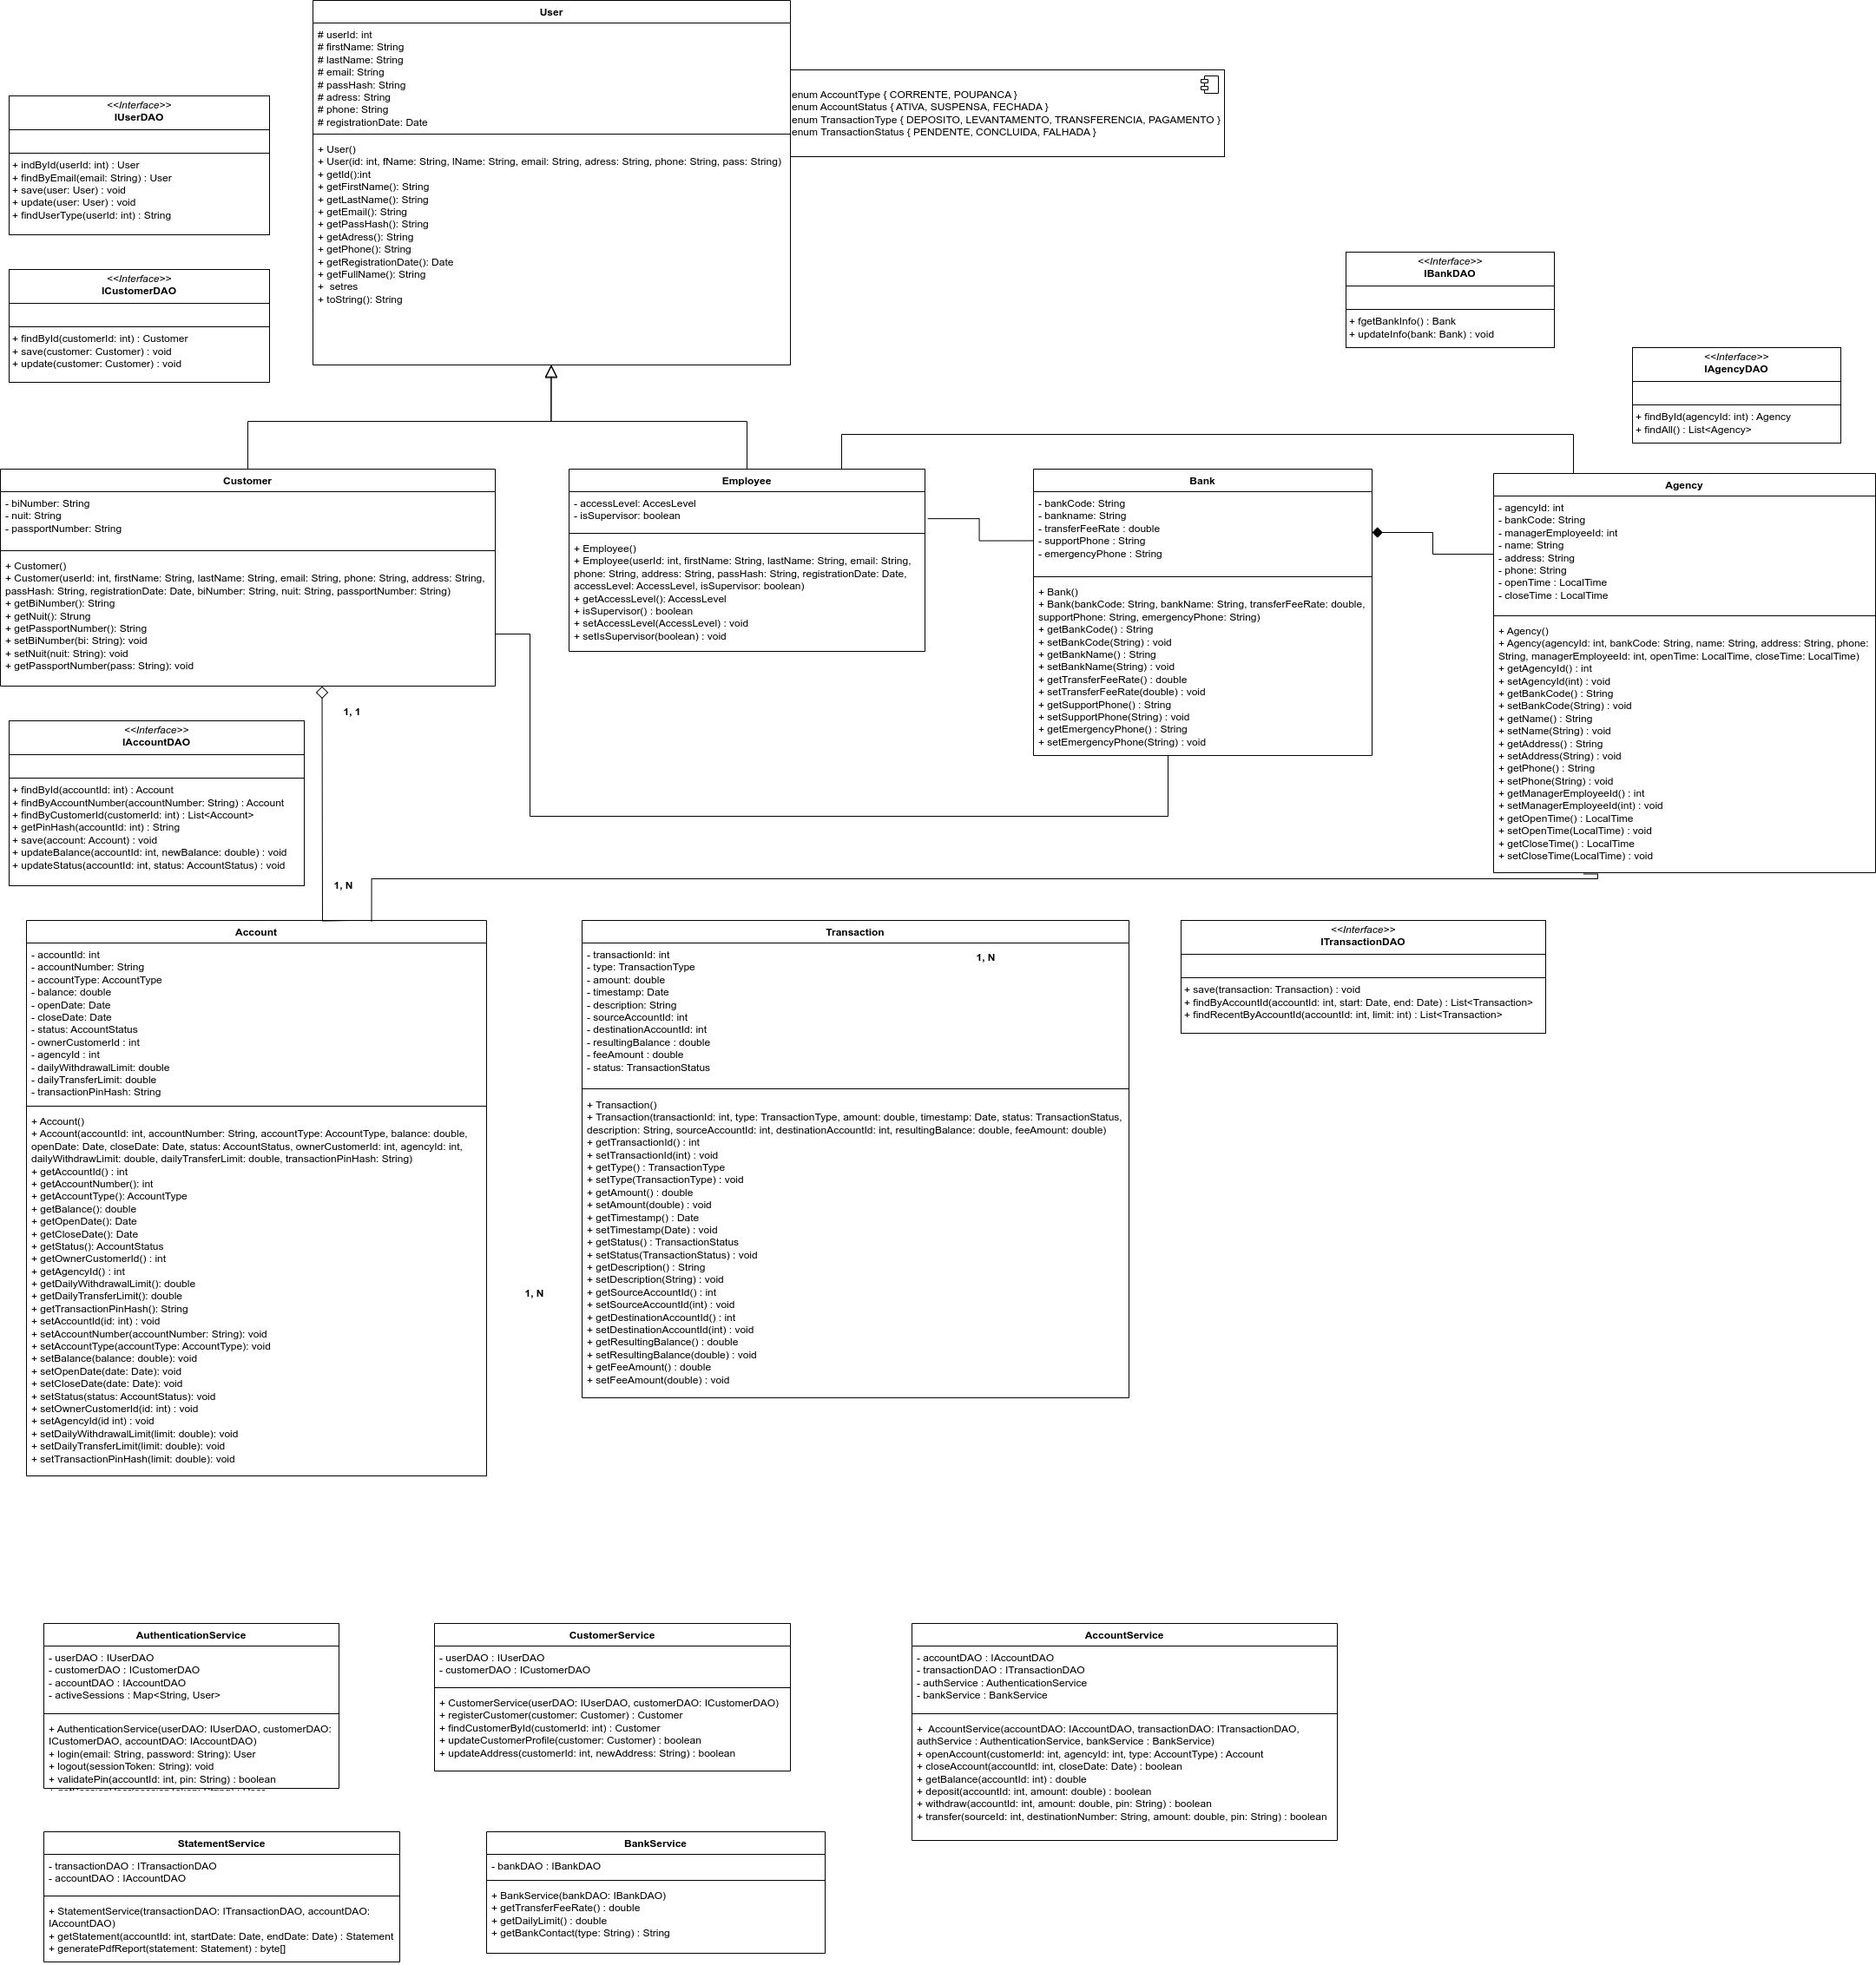 User
# userId: int
# firstName: String
# lastName: String
# email: String
# passHash: String
# adress: String
# phone: String
# registrationDate: Date
+ User()
+ User(id: int, fName: String, lName: String, email: String, adress: String, phone: String, pass: String)
+ getId():int
+ getFirstName(): String
+ getLastName(): String
+ getEmail(): String
+ getPassHash(): String
+ getAdress(): String
+ getPhone(): String
+ getRegistrationDate(): Date
+ getFullName(): String
+  setres
+ toString(): String
enum AccountType { CORRENTE, POUPANCA }
enum AccountStatus { ATIVA, SUSPENSA, FECHADA }
enum TransactionType { DEPOSITO, LEVANTAMENTO, TRANSFERENCIA, PAGAMENTO }
enum TransactionStatus { PENDENTE, CONCLUIDA, FALHADA }
<<Interface>>
IUserDAO
+ indById(userId: int) : User
+ findByEmail(email: String) : User
+ save(user: User) : void
+ update(user: User) : void
+ findUserType(userId: int) : String
<<Interface>>
ICustomerDAO
+ findById(customerId: int) : Customer
+ save(customer: Customer) : void
+ update(customer: Customer) : void
<<Interface>>
IBankDAO
+ fgetBankInfo() : Bank
+ updateInfo(bank: Bank) : void
<<Interface>>
IAgencyDAO
+ findById(agencyId: int) : Agency
+ findAll() : List<Agency>
Customer
- biNumber: String
- nuit: String
- passportNumber: String
+ Customer()
+ Customer(userId: int, firstName: String, lastName: String, email: String, phone: String, address: String,
passHash: String, registrationDate: Date, biNumber: String, nuit: String, passportNumber: String)
+ getBiNumber(): String
+ getNuit(): Strung
+ getPassportNumber(): String
+ setBiNumber(bi: String): void
+ setNuit(nuit: String): void
+ getPassportNumber(pass: String): void
Employee
- accessLevel: AccesLevel
- isSupervisor: boolean
+ Employee()
+ Employee(userId: int, firstName: String, lastName: String, email: String,
phone: String, address: String, passHash: String, registrationDate: Date,
accessLevel: AccessLevel, isSupervisor: boolean)
+ getAccessLevel(): AccessLevel
+ isSupervisor() : boolean
+ setAccessLevel(AccessLevel) : void
+ setIsSupervisor(boolean) : void
Bank
- bankCode: String
- bankname: String
- transferFeeRate : double
- supportPhone : String
- emergencyPhone : String
+ Bank()
+ Bank(bankCode: String, bankName: String, transferFeeRate: double,
supportPhone: String, emergencyPhone: String)
+ getBankCode() : String
+ setBankCode(String) : void
+ getBankName() : String
+ setBankName(String) : void
+ getTransferFeeRate() : double
+ setTransferFeeRate(double) : void
+ getSupportPhone() : String
+ setSupportPhone(String) : void
+ getEmergencyPhone() : String
+ setEmergencyPhone(String) : void
Agency
- agencyId: int
- bankCode: String
- managerEmployeeId: int
- name: String
- address: String
- phone: String
- openTime : LocalTime
- closeTime : LocalTime
+ Agency()
+ Agency(agencyId: int, bankCode: String, name: String, address: String, phone:
String, managerEmployeeId: int, openTime: LocalTime, closeTime: LocalTime)
+ getAgencyId() : int
+ setAgencyId(int) : void
+ getBankCode() : String
+ setBankCode(String) : void
+ getName() : String
+ setName(String) : void
+ getAddress() : String
+ setAddress(String) : void
+ getPhone() : String
+ setPhone(String) : void
+ getManagerEmployeeId() : int
+ setManagerEmployeeId(int) : void
+ getOpenTime() : LocalTime
+ setOpenTime(LocalTime) : void
+ getCloseTime() : LocalTime
+ setCloseTime(LocalTime) : void
1, 1
<<Interface>>
IAccountDAO
+ findById(accountId: int) : Account
+ findByAccountNumber(accountNumber: String) : Account
+ findByCustomerId(customerId: int) : List<Account>
+ getPinHash(accountId: int) : String
+ save(account: Account) : void
+ updateBalance(accountId: int, newBalance: double) : void
+ updateStatus(accountId: int, status: AccountStatus) : void
1, N
Account
- accountId: int
- accountNumber: String
- accountType: AccountType
- balance: double
- openDate: Date
- closeDate: Date
- status: AccountStatus
- ownerCustomerId : int
- agencyId : int
- dailyWithdrawalLimit: double
- dailyTransferLimit: double
- transactionPinHash: String
+ Account()
+ Account(accountId: int, accountNumber: String, accountType: AccountType, balance: double,
openDate: Date, closeDate: Date, status: AccountStatus, ownerCustomerId: int, agencyId: int,
dailyWithdrawLimit: double, dailyTransferLimit: double, transactionPinHash: String)
+ getAccountId() : int
+ getAccountNumber(): int
+ getAccountType(): AccountType
+ getBalance(): double
+ getOpenDate(): Date
+ getCloseDate(): Date
+ getStatus(): AccountStatus
+ getOwnerCustomerId() : int
+ getAgencyId() : int
+ getDailyWithdrawalLimit(): double
+ getDailyTransferLimit(): double
+ getTransactionPinHash(): String
+ setAccountId(id: int) : void
+ setAccountNumber(accountNumber: String): void
+ setAccountType(accountType: AccountType): void
+ setBalance(balance: double): void
+ setOpenDate(date: Date): void
+ setCloseDate(date: Date): void
+ setStatus(status: AccountStatus): void
+ setOwnerCustomerId(id: int) : void
+ setAgencyId(id int) : void
+ setDailyWithdrawalLimit(limit: double): void
+ setDailyTransferLimit(limit: double): void
+ setTransactionPinHash(limit: double): void
1, N
Transaction
- transactionId: int
- type: TransactionType
- amount: double
- timestamp: Date
- description: String
- sourceAccountId: int
- destinationAccountId: int
- resultingBalance : double
- feeAmount : double
- status: TransactionStatus
1, N
+ Transaction()
+ Transaction(transactionId: int, type: TransactionType, amount: double, timestamp: Date, status: TransactionStatus,
description: String, sourceAccountId: int, destinationAccountId: int, resultingBalance: double, feeAmount: double)
+ getTransactionId() : int
+ setTransactionId(int) : void
+ getType() : TransactionType
+ setType(TransactionType) : void
+ getAmount() : double
+ setAmount(double) : void
+ getTimestamp() : Date
+ setTimestamp(Date) : void
+ getStatus() : TransactionStatus
+ setStatus(TransactionStatus) : void
+ getDescription() : String
+ setDescription(String) : void
+ getSourceAccountId() : int
+ setSourceAccountId(int) : void
+ getDestinationAccountId() : int
+ setDestinationAccountId(int) : void
+ getResultingBalance() : double
+ setResultingBalance(double) : void
+ getFeeAmount() : double
+ setFeeAmount(double) : void
<<Interface>>
ITransactionDAO
+ save(transaction: Transaction) : void
+ findByAccountId(accountId: int, start: Date, end: Date) : List<Transaction>
+ findRecentByAccountId(accountId: int, limit: int) : List<Transaction>
AuthenticationService
- userDAO : IUserDAO
- customerDAO : ICustomerDAO
- accountDAO : IAccountDAO
- activeSessions : Map<String, User>
+ AuthenticationService(userDAO: IUserDAO, customerDAO:
ICustomerDAO, accountDAO: IAccountDAO)
+ login(email: String, password: String): User
+ logout(sessionToken: String): void
+ validatePin(accountId: int, pin: String) : boolean
CustomerService
- userDAO : IUserDAO
- customerDAO : ICustomerDAO
+ CustomerService(userDAO: IUserDAO, customerDAO: ICustomerDAO)
+ registerCustomer(customer: Customer) : Customer
+ findCustomerById(customerId: int) : Customer
+ updateCustomerProfile(customer: Customer) : boolean
+ updateAddress(customerId: int, newAddress: String) : boolean
AccountService
- accountDAO : IAccountDAO
- transactionDAO : ITransactionDAO
- authService : AuthenticationService
- bankService : BankService
+  AccountService(accountDAO: IAccountDAO, transactionDAO: ITransactionDAO,
authService : AuthenticationService, bankService : BankService)
+ openAccount(customerId: int, agencyId: int, type: AccountType) : Account
+ closeAccount(accountId: int, closeDate: Date) : boolean
+ getBalance(accountId: int) : double
+ deposit(accountId: int, amount: double) : boolean
+ withdraw(accountId: int, amount: double, pin: String) : boolean
+ transfer(sourceId: int, destinationNumber: String, amount: double, pin: String) : boolean
StatementService
- transactionDAO : ITransactionDAO
- accountDAO : IAccountDAO
+ StatementService(transactionDAO: ITransactionDAO, accountDAO:
IAccountDAO)
+ getStatement(accountId: int, startDate: Date, endDate: Date) : Statement
+ generatePdfReport(statement: Statement) : byte[]
BankService
- bankDAO : IBankDAO
+ BankService(bankDAO: IBankDAO)
+ getTransferFeeRate() : double
+ getDailyLimit() : double
+ getBankContact(type: String) : String